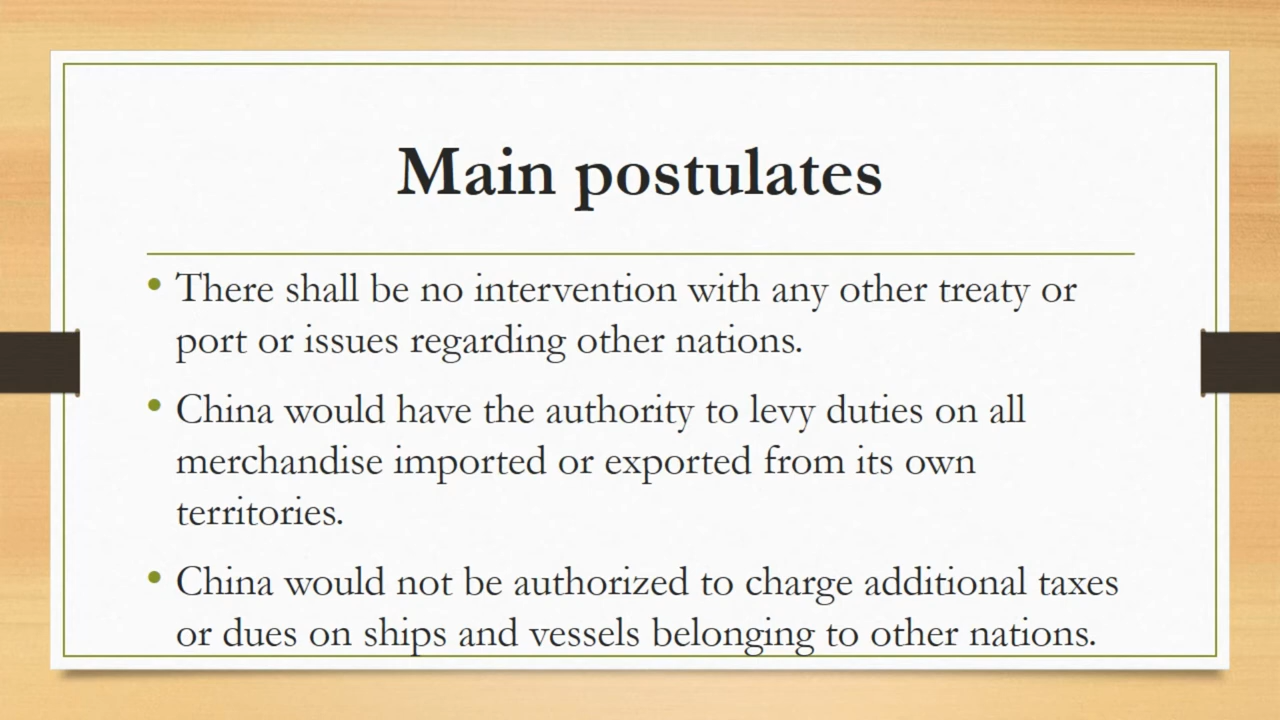 Main postulates
• There shall be no intervention with any other treaty or
port or issues regarding other nations.
• China would have the authority to levy duties on all
merchandise imported or exported from its own
territories.
• China would not be authorized to charge additional taxes
or dues on ships and vessels belonging to other nations.